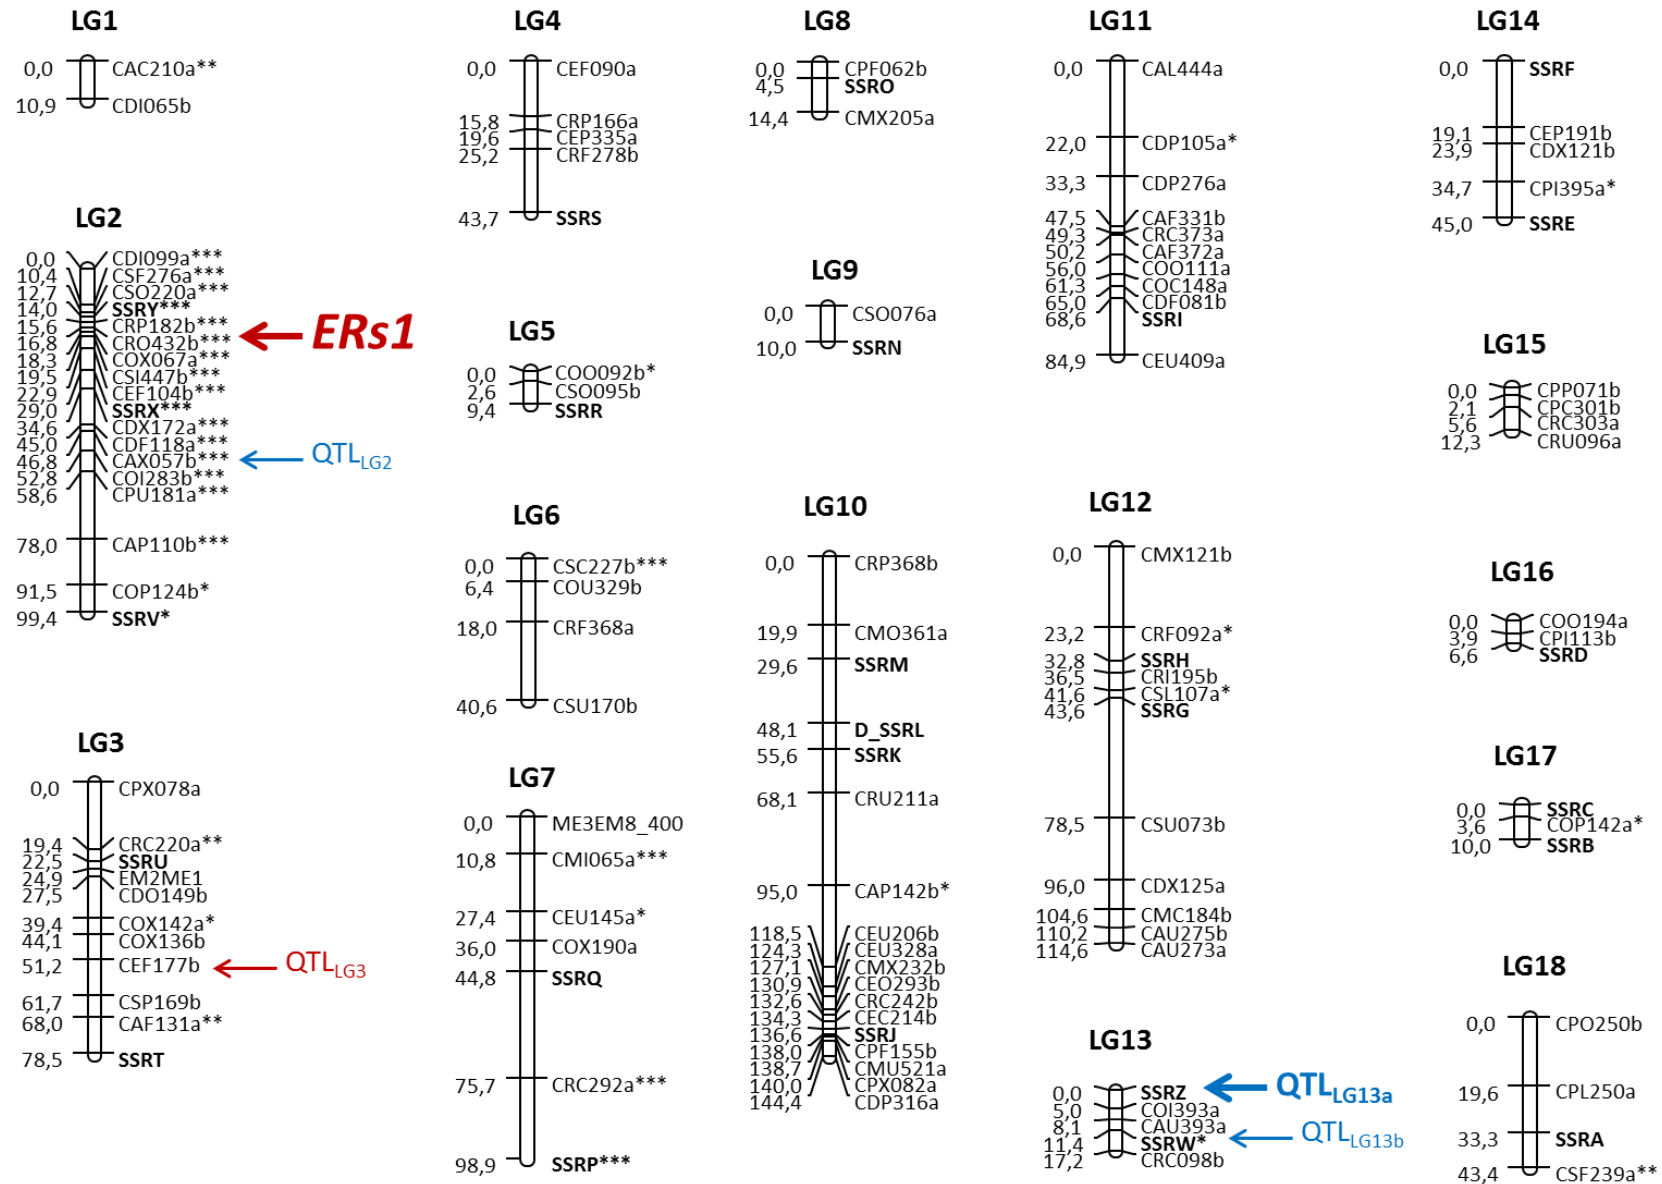 LG1
0,0 CAC210a**
10,9 CDI065b
LG2
0,0 CDI099a***
10,4 CSF276a***
12,7 CSO220a***
14,0 SSRY***
15,6 CRP182b***
16,8 CRO432b***
18,3 COX067a***
19,5 CSI447b***
22,9 CEF104b***
29,0 SSRX***
34,6 CDX172a***
45,0 CDF118a***
46,8 CAX057b***
52,8 COI283b***
58,6 CPU181a***
78,0 CAP110b***
91,5 COP124b*
99,4 SSRV*
ERs1
QTLLG2
LG3
0,0 CPX078a
19,4 CRC220a**
22,5 SSRU
24,9 EM2ME1
27,5 CDO149b
39,4 COX142a*
44,1 COX136b
51,2 CEF177b
61,7 CSP169b
68,0 CAF131a**
78,5 SSRT
QTLLG3
LG4
0,0 CEF090a
15,8 CRP166a
19,6 CEP335a
25,2 CRF278b
43,7 SSRS
LG5
0,0 COO092b*
2,6 CSO095b
9,4 SSRR
LG6
0,0 CSC227b***
6,4 COU329b
18,0 CRF368a
40,6 CSU170b
LG7
0,0 ME3EM8_400
10,8 CMI065a***
27,4 CEU145a*
36,0 COX190a
44,8 SSRQ
75,7 CRC292a***
98,9 SSRP***
LG8
0,0 CPF062b
4,5 SSRO
14,4 CMX205a
LG9
0,0 CSO076a
10,0 SSRN
LG10
0,0 CRP368b
19,9 CMO361a
29,6 SSRM
48,1 D_SSRL
55,6 SSRK
68,1 CRU211a
95,0 CAP142b*
118,5 CEU206b
124,3 CEU328a
127,1 CMX232b
130,9 CEO293b
132,6 CRC242b
134,3 CEC214b
136,6 SSRJ
138,0 CPF155b
138,7 CMU521a
140,0 CPX082a
144,4 CDP316a
LG11
0,0 CAL444a
22,0 CDP105a*
33,3 CDP276a
47,5 CAF331b
49,3 CRC373a
50,2 CAF372a
56,0 COO111a
61,3 COC148a
65,0 CDF081b
68,6 SSRI
84,9 CEU409a
LG12
0,0 CMX121b
23,2 CRF092a*
32,8 SSRH
36,5 CRI195b
41,6 CSL107a*
43,6 SSRG
78,5 CSU073b
96,0 CDX125a
104,6 CMC184b
110,2 CAU275b
114,6 CAU273a
LG13
0,0 SSRZ
5,0 COI393a
8,1 CAU393a
11,4 SSRW*
17,2 CRC098b
QTLLG13a
QTLLG13b
LG14
0,0 SSRF
19,1 CEP191b
23,9 CDX121b
34,7 CPI395a*
45,0 SSRE
LG15
0,0 CPP071b
2,1 CPC301b
5,6 CRC303a
12,3 CRU096a
LG16
0,0 COO194a
3,9 CPI113b
6,6 SSRD
LG17
0,0 SSRC
3,6 COP142a*
10,0 SSRB
LG18
0,0 CPO250b
19,6 CPL250a
33,3 SSRA
43,4 CSF239a**